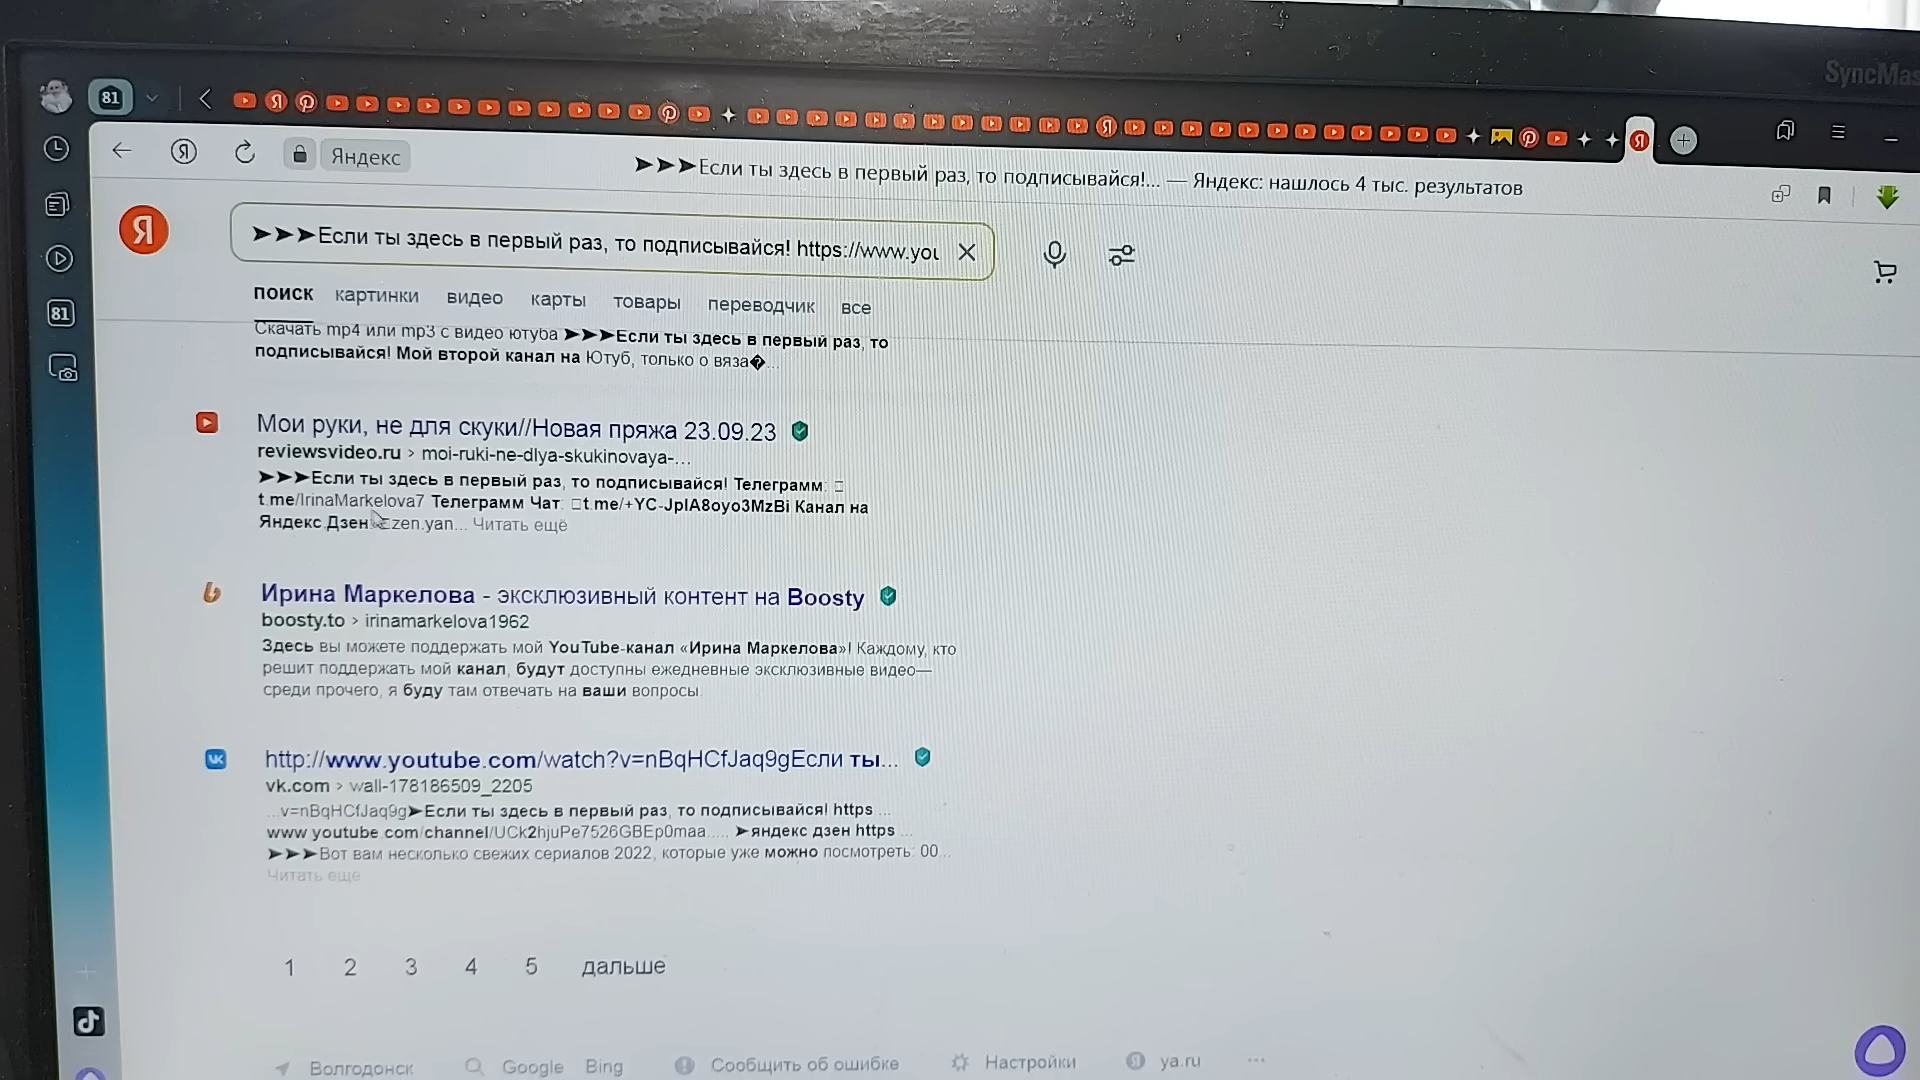 SyncMas
81
Яндекс
➤➤➤Если ты здесь в первый раз, то подписывайся!... — Яндекс: нашлось 4 тыс. результатов
Я
➤➤➤Если ты здесь в первый раз, то подписывайся! https://www.you
81
поиск картинки видео карты товары переводчик все
Скачать mp4 или mp3 с видео ютуба ➤➤➤Если ты здесь в первый раз, то
подписывайся! Мой второй канал на Ютуб, только о вяза�...
Мои руки, не для скуки//Новая пряжа 23.09.23
reviewsvideo.ru › moi-ruki-ne-dlya-skukinovaya-...
➤➤➤Если ты здесь в первый раз, то подписывайся! Телеграмм:
t.me/IrinaMarkelova7 Телеграмм Чат: t.me/+YC-JpIA8oyo3MzBi Канал на
Яндекс.Дзен zen.yan... Читать ещё
Ирина Маркелова - эксклюзивный контент на Boosty
boosty.to › irinamarkelova1962
Здесь вы можете поддержать мой YouTube-канал «Ирина Маркелова»! Каждому, кто
решит поддержать мой канал, будут доступны ежедневные эксклюзивные видео—
среди прочего, я буду там отвечать на ваши вопросы.
http://www.youtube.com/watch?v=nBqHCfJaq9gЕсли ты...
vk.com › wall-178186509_2205
...v=nBqHCfJaq9g➤Если ты здесь в первый раз, то подписывайся! https ...
www.youtube.com/channel/UCk2hjuPe7526GBEp0maa..... ➤яндекс дзен https ...
➤➤➤Вот вам несколько свежих сериалов 2022, которые уже можно посмотреть: 00...
Читать ещё
1 2 3 4 5 дальше
Волгодонск Google Bing Сообщить об ошибке Настройки ya.ru ...